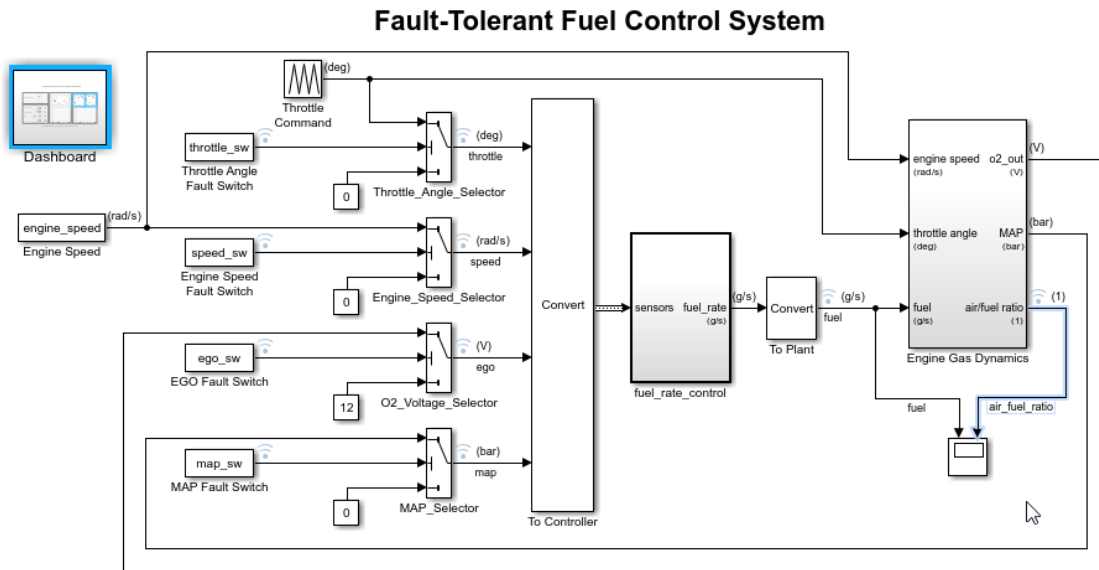 Fault-Tolerant Fuel Control System
Dashboard
(deg)
Throttle
Command
throttle_sw
Throttle Angle
Fault Switch
0
(deg)
throttle
Throttle_Angle_Selector
engine_speed
(rad/s)
Engine Speed
speed_sw
Engine Speed
Fault Switch
0
(rad/s)
speed
Engine_Speed_Selector
ego_sw
EGO Fault Switch
12
(V)
ego
O2_Voltage_Selector
map_sw
MAP Fault Switch
0
(bar)
map
MAP_Selector
Convert
To Controller
sensors
fuel_rate
(g/s)
fuel_rate_control
(g/s)
Convert
To Plant
(g/s)
fuel
engine speed
(rad/s)
o2_out
(V)
throttle angle
(deg)
MAP
(bar)
fuel
(g/s)
air/fuel ratio
(1)
Engine Gas Dynamics
(V)
(bar)
(1)
fuel
air_fuel_ratio